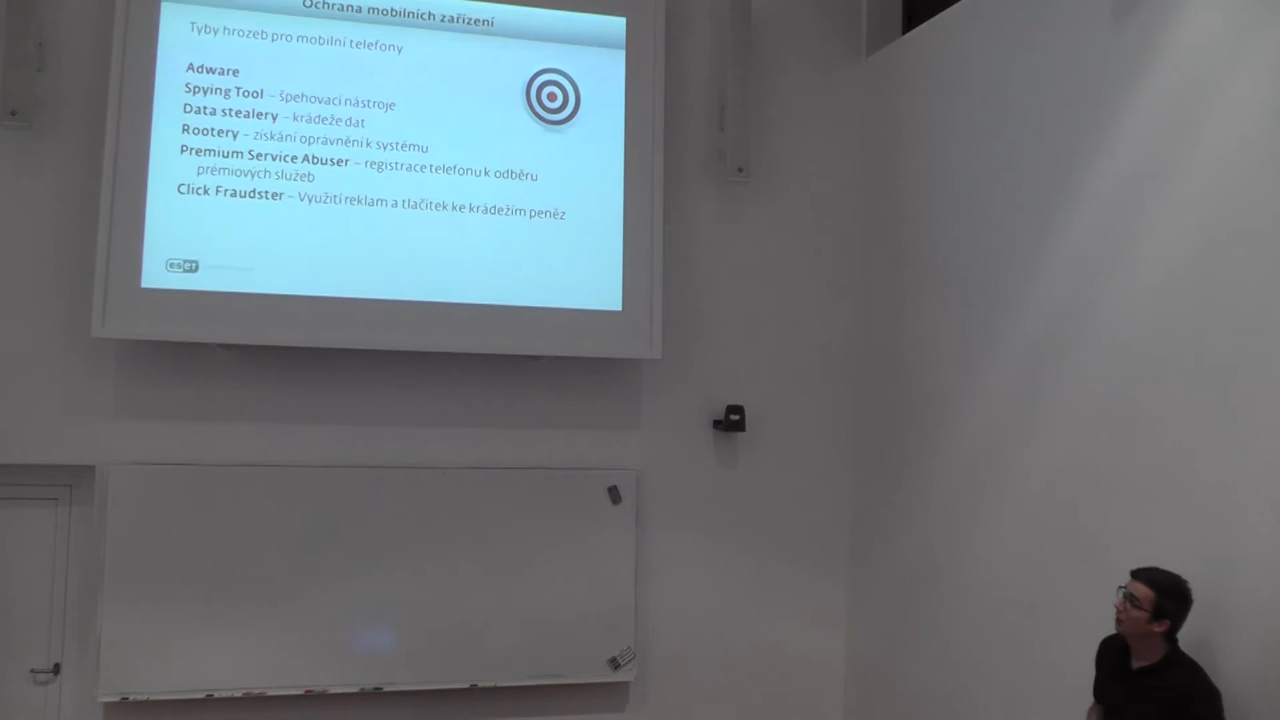 Ochrana mobilních zařízení
Tyby hrozeb pro mobilní telefony
Adware
Spying Tool – špehovací nástroje
Data stealery – krádeže dat
Rootery – získání oprávnění k systému
Premium Service Abuser – registrace telefonu k odběru
prémiových služeb
Click Fraudster – Využití reklam a tlačítek ke krádežím peněz
eset